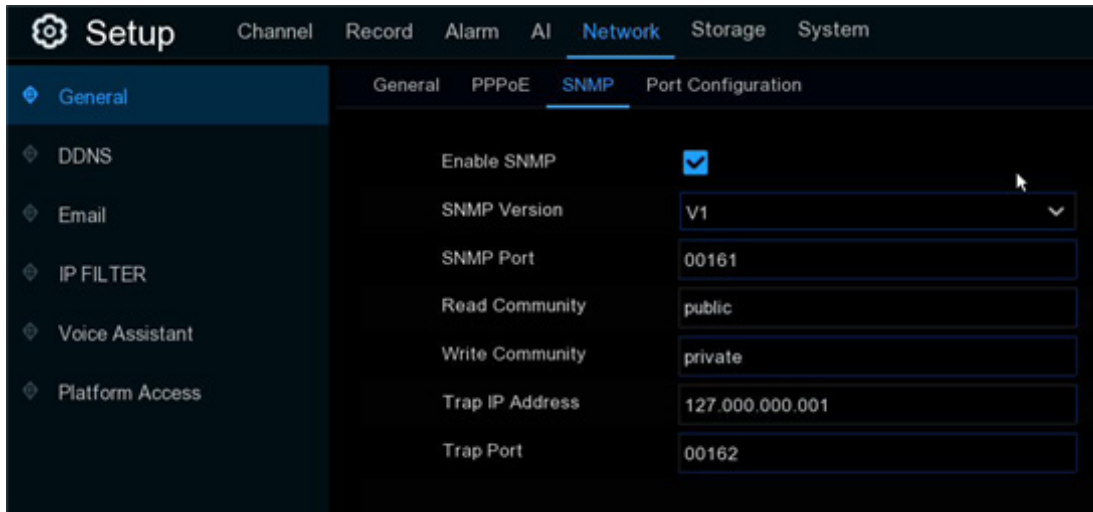 Setup Channel Record Alarm AI Network Storage System
General
DDNS
Email
IP FILTER
Voice Assistant
Platform Access
General PPPoE SNMP Port Configuration
Enable SNMP
SNMP Version V1
SNMP Port 00161
Read Community public
Write Community private
Trap IP Address 127.000.000.001
Trap Port 00162